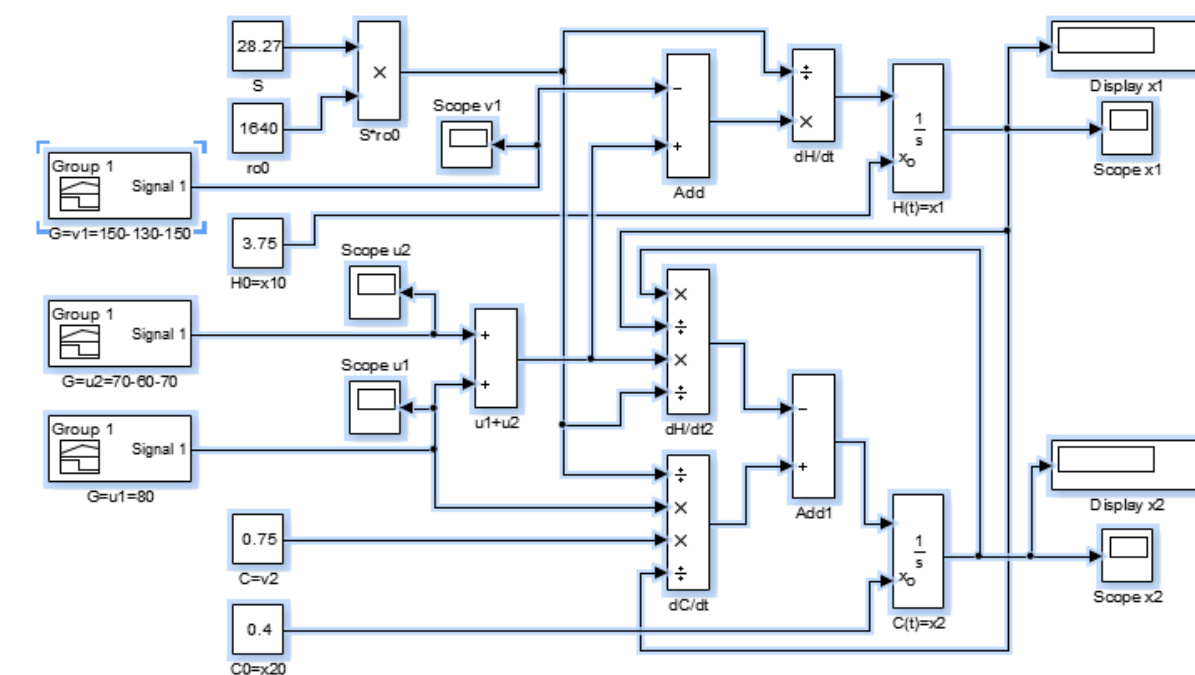 28.27
S
×
S*ro0
1640
ro0
Scope v1
Group 1
Signal 1
G=v1=150-130-150
−
+
Add
÷
×
dH/dt
1
s
xo
H(t)=x1
Display x1
Scope x1
3.75
H0=x10
Scope u2
Group 1
Signal 1
G=u2=70-60-70
Scope u1
+
+
u1+u2
Group 1
Signal 1
G=u1=80
×
÷
×
÷
dH/dt2
−
+
Add1
÷
×
×
÷
dC/dt
0.75
C=v2
0.4
C0=x20
1
s
xo
C(t)=x2
Display x2
Scope x2